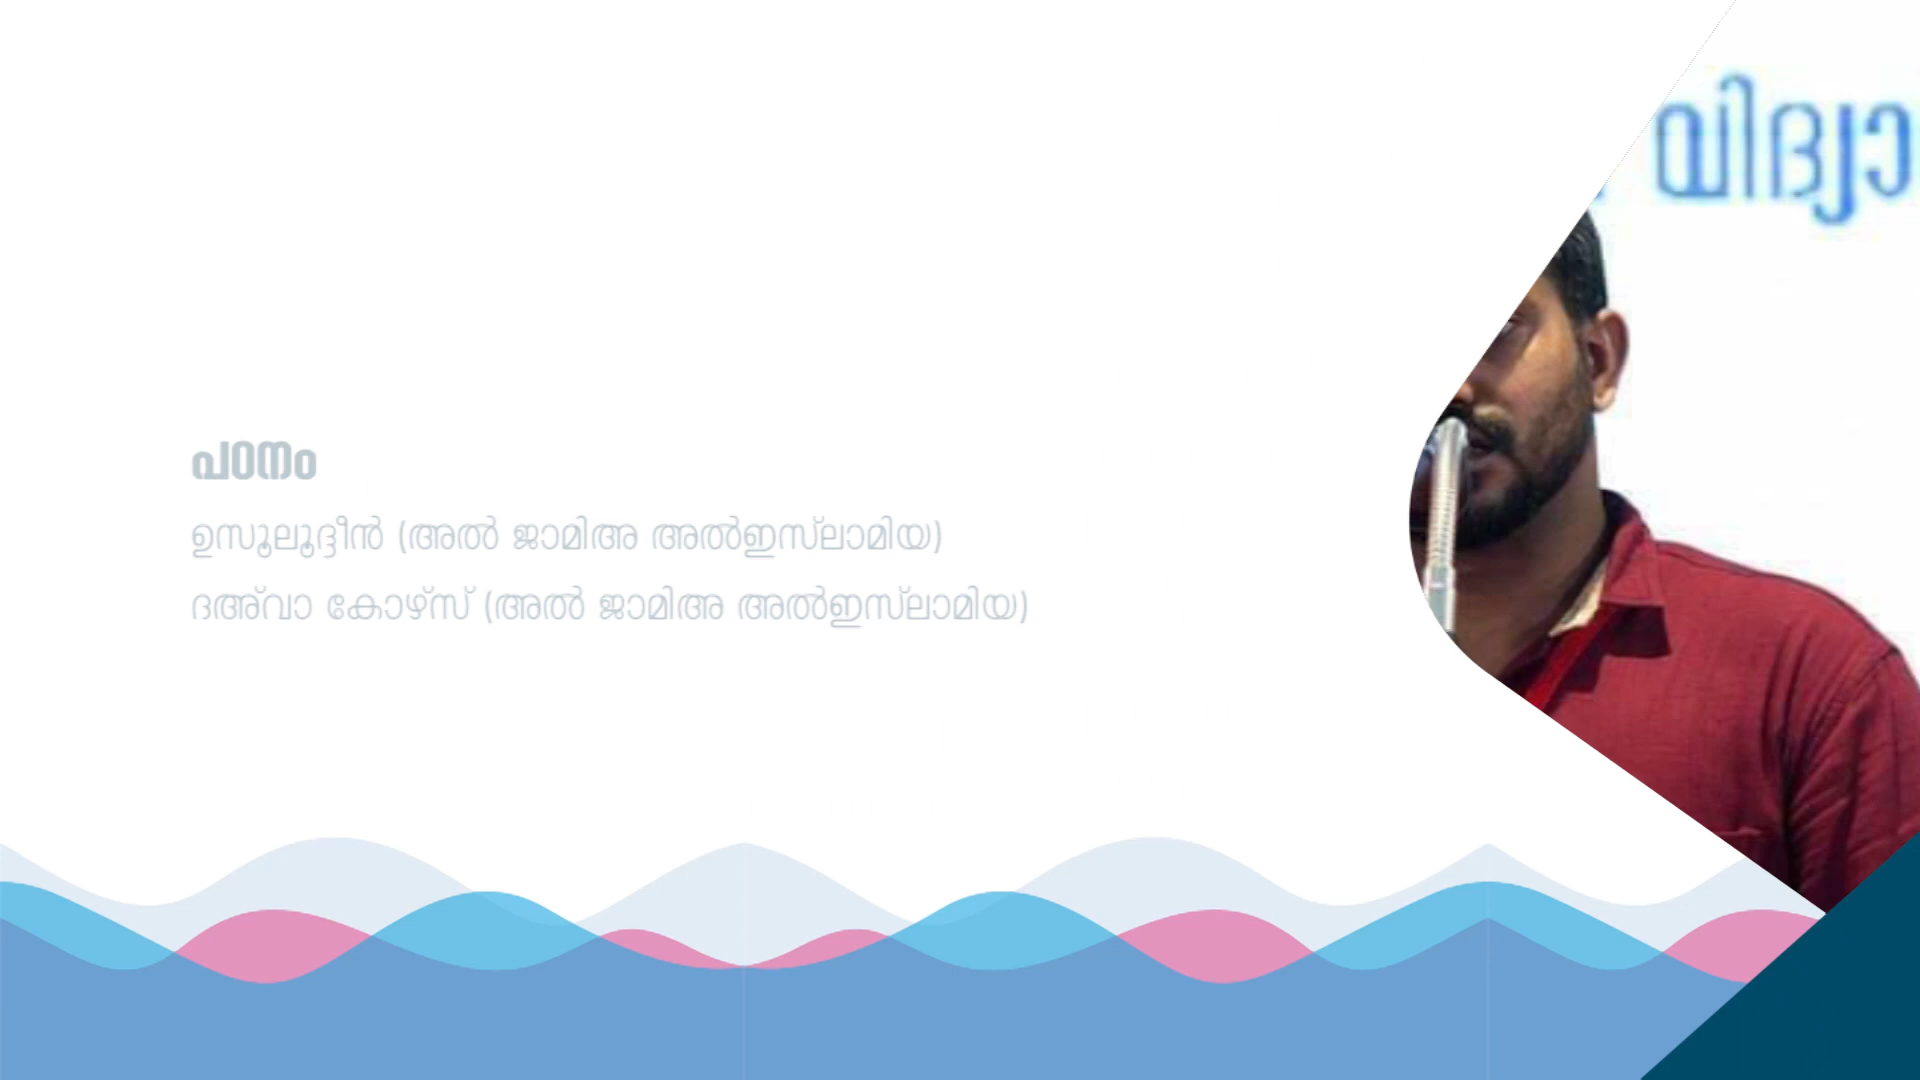 പഠനം
ഉസൂലൂദ്ദീൻ (അൽ ജാമിഅ അൽഇസ്‌ലാമിയ)
ദഅ്‌വാ കോഴ്സ് (അൽ ജാമിഅ അൽഇസ്‌ലാമിയ)
വിദ്യാ